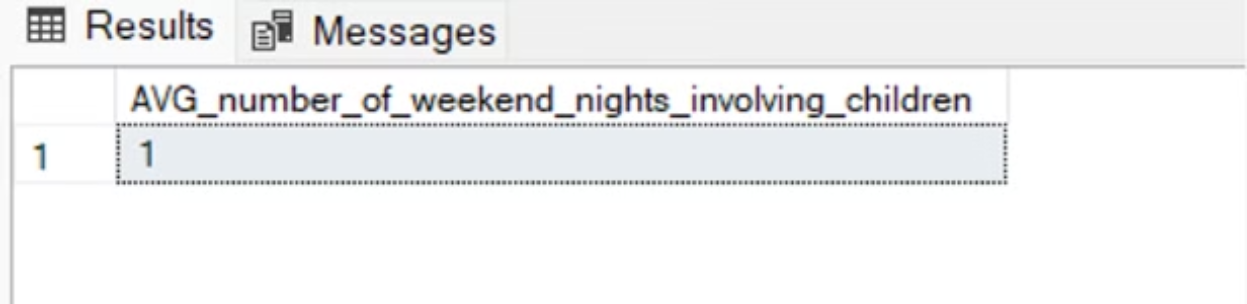 Results Messages
AVG_number_of_weekend_nights_involving_children
1 1